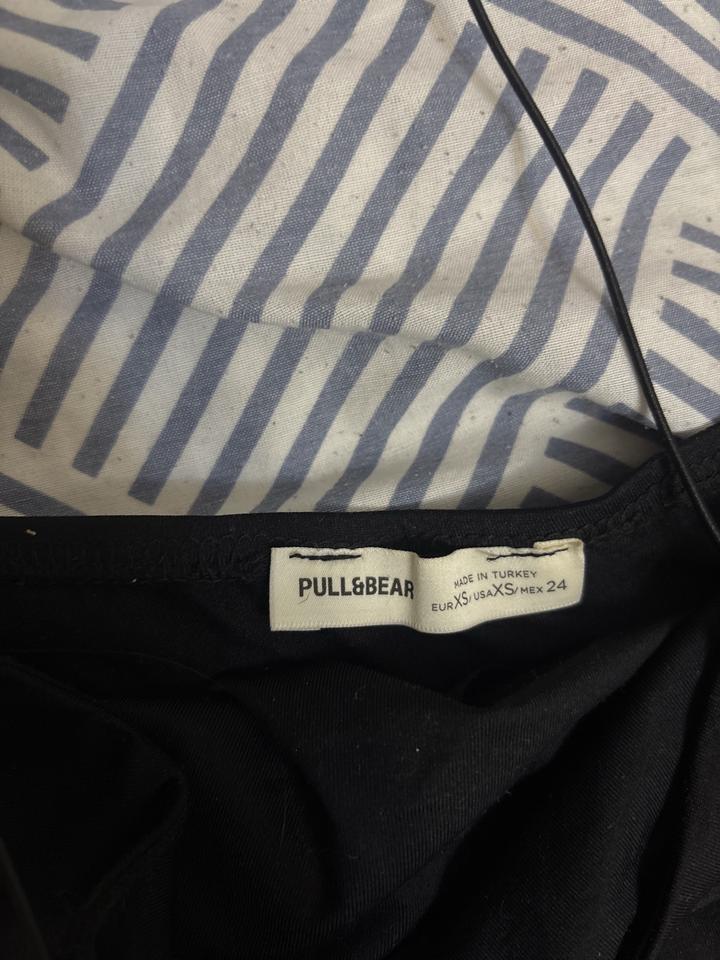 PULL&BEAR
MADE IN TURKEY
EUR XS/ USA XS/ MEX 24